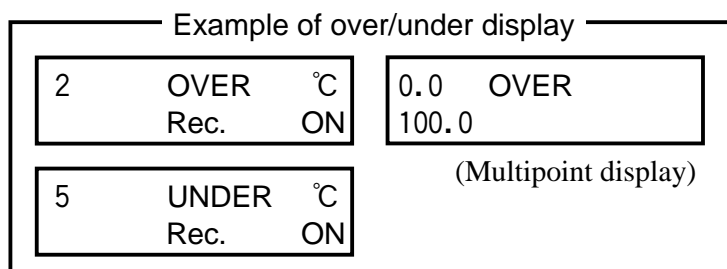 Example of over/under display
2 OVER ℃
Rec. ON
0.0 OVER
100.0
(Multipoint display)
5 UNDER ℃
Rec. ON